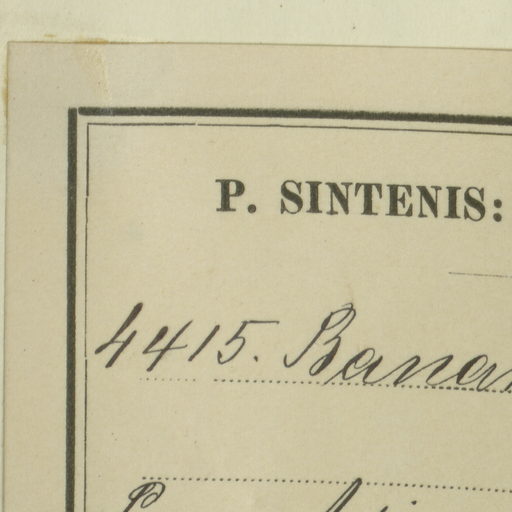 P. SINTENIS:
4415. Banan